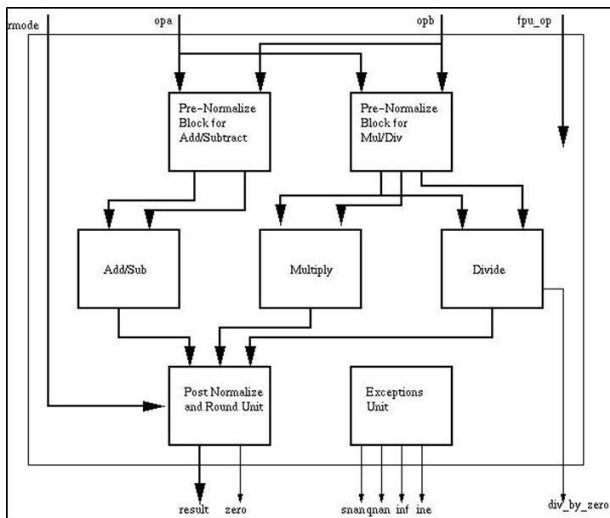 rmode opa opb fpu_op
Pre-Normalize
Block for
Add/Subtract
Pre-Normalize
Block for
Mul/Div
Add/Sub
Multiply
Divide
Post Normalize
and Round Unit
Exceptions
Unit
result zero snan qnan inf ine div_by_zero